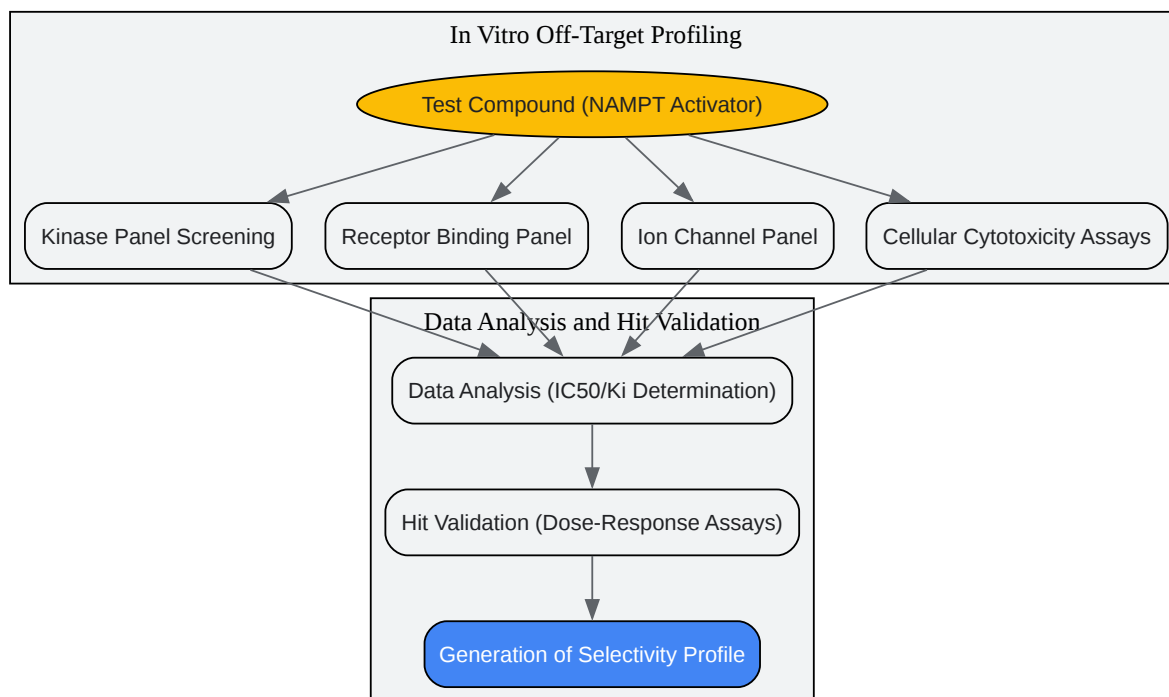 In Vitro Off-Target Profiling
Test Compound (NAMPT Activator)
Kinase Panel Screening
Receptor Binding Panel
Ion Channel Panel
Cellular Cytotoxicity Assays
Data Analysis and Hit Validation
Data Analysis (IC50/Ki Determination)
Hit Validation (Dose-Response Assays)
Generation of Selectivity Profile